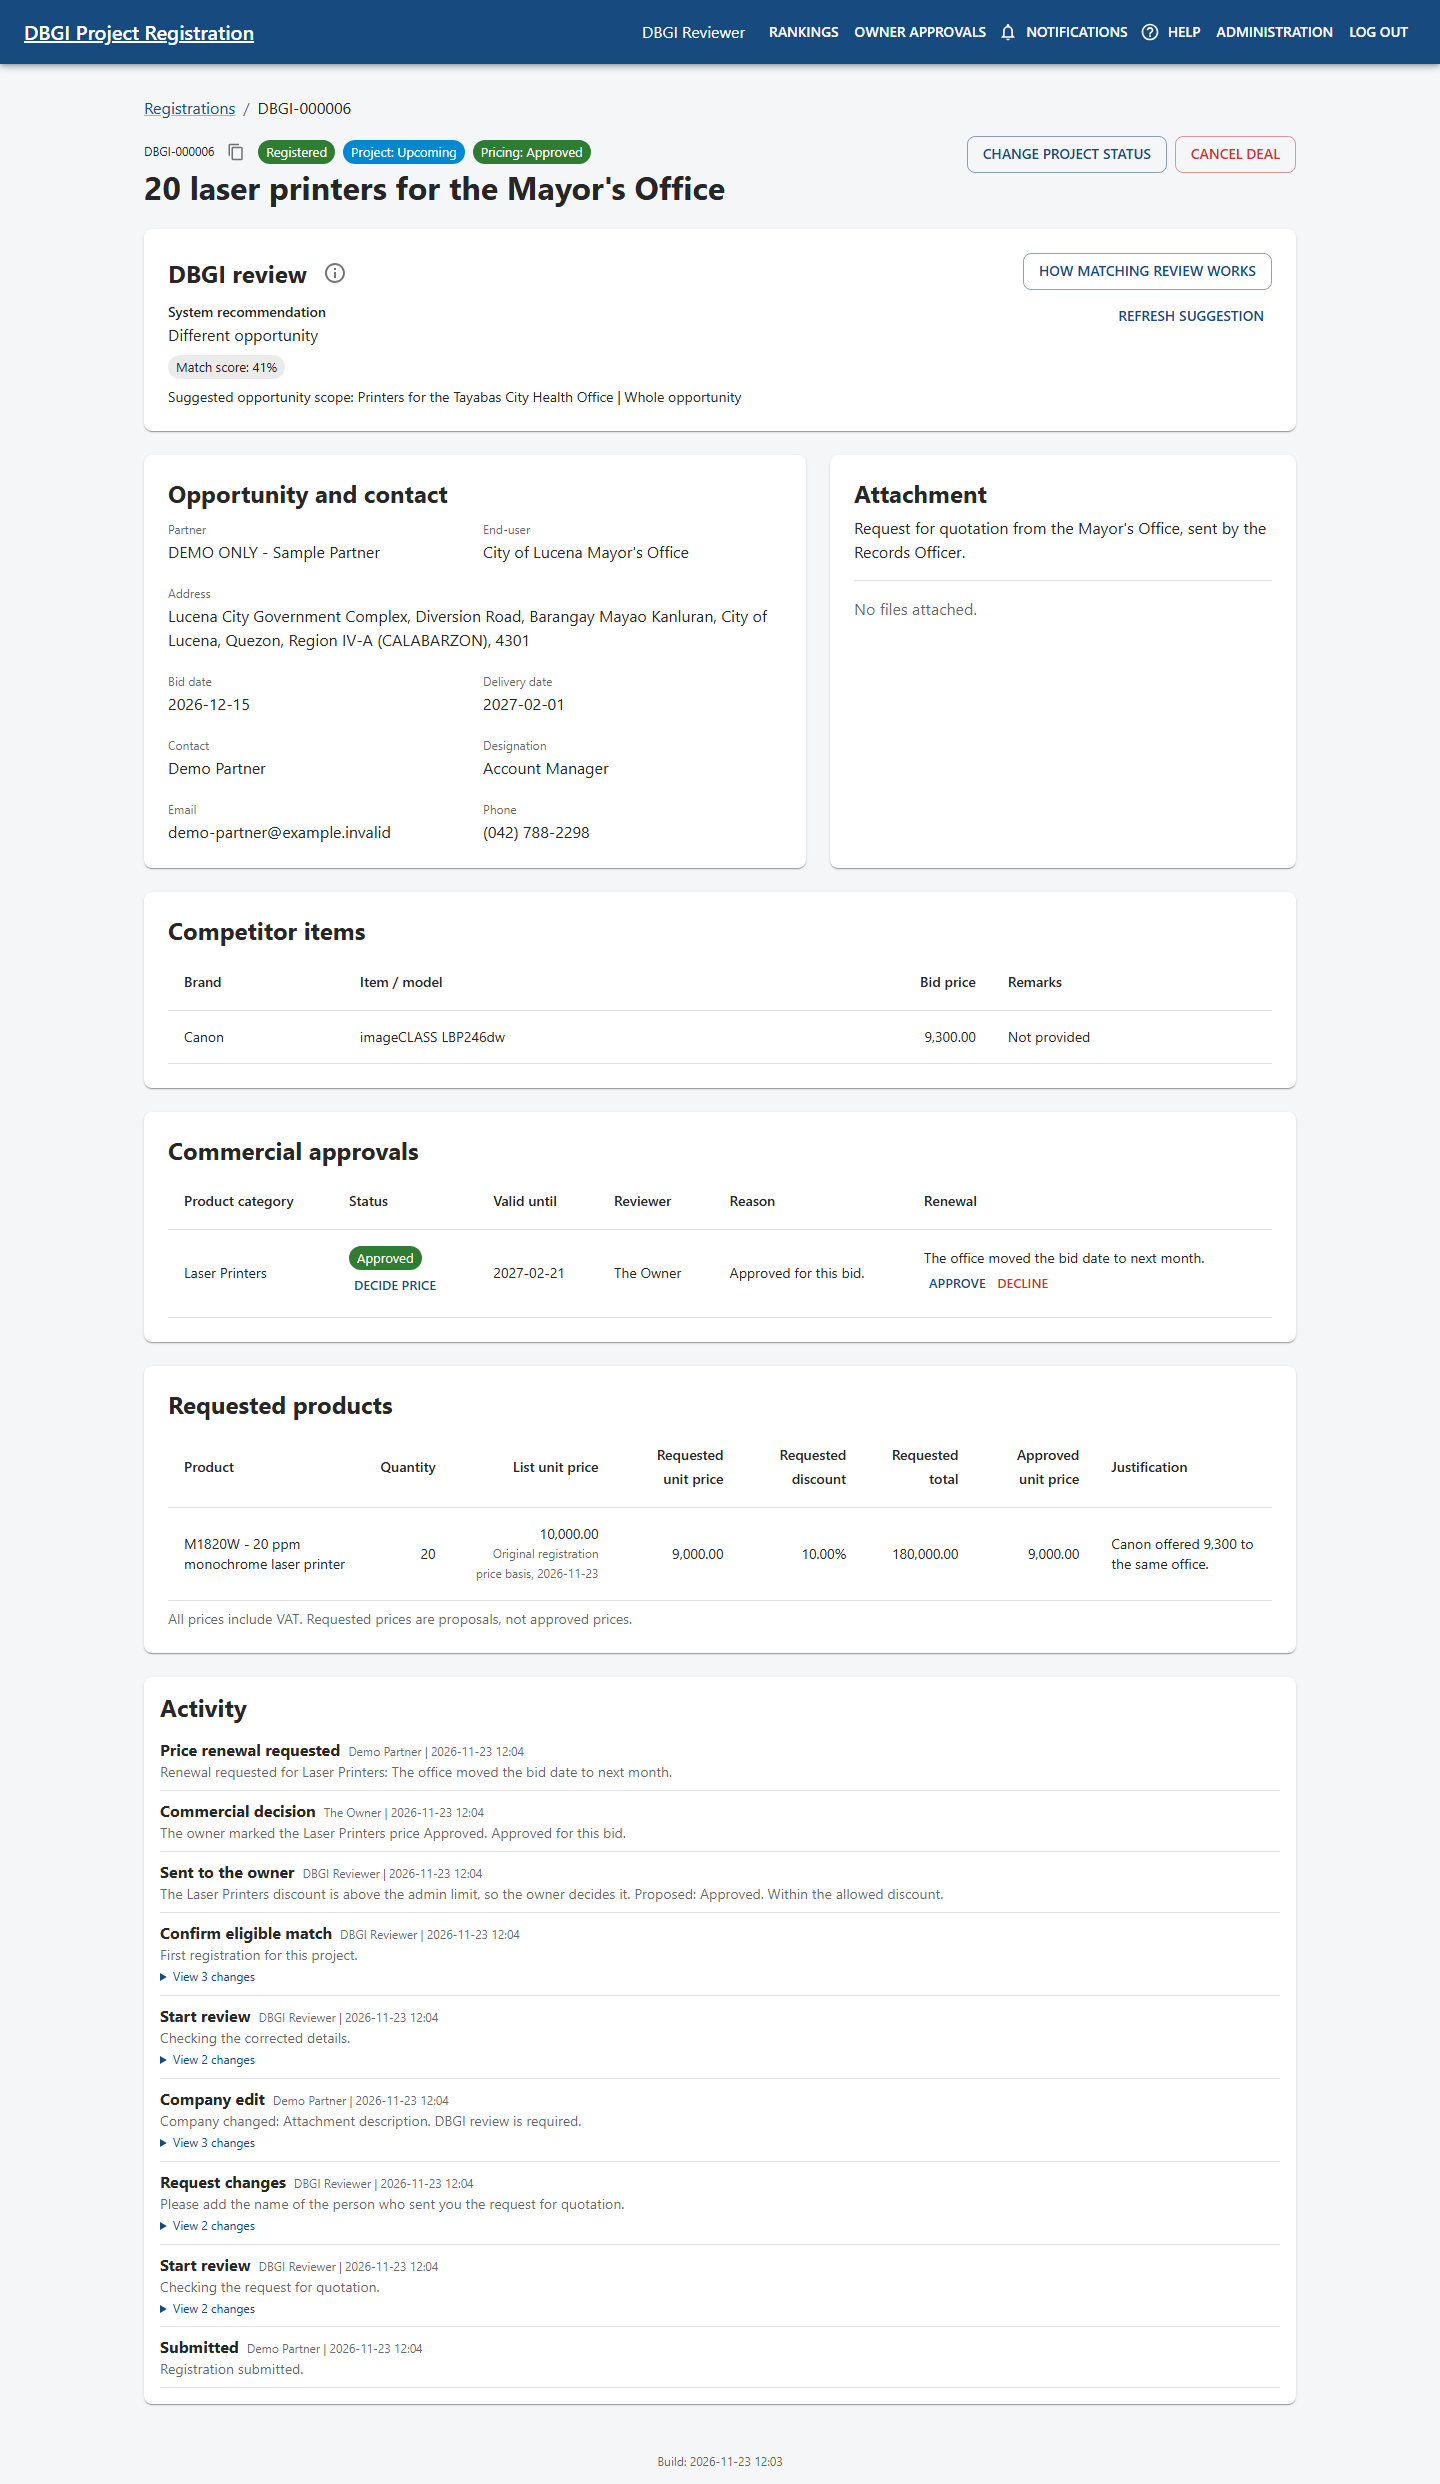 DBGI Project Registration
DBGI Reviewer RANKINGS OWNER APPROVALS NOTIFICATIONS HELP ADMINISTRATION LOG OUT
Registrations / DBGI-000006
DBGI-000006 Registered Project: Upcoming Pricing: Approved
CHANGE PROJECT STATUS CANCEL DEAL
20 laser printers for the Mayor's Office
DBGI review
HOW MATCHING REVIEW WORKS
System recommendation
REFRESH SUGGESTION
Different opportunity
Match score: 41%
Suggested opportunity scope: Printers for the Tayabas City Health Office | Whole opportunity
Opportunity and contact
Partner End-user
DEMO ONLY - Sample Partner City of Lucena Mayor's Office
Address
Lucena City Government Complex, Diversion Road, Barangay Mayao Kanluran, City of
Lucena, Quezon, Region IV-A (CALABARZON), 4301
Bid date Delivery date
2026-12-15 2027-02-01
Contact Designation
Demo Partner Account Manager
Email Phone
demo-partner@example.invalid (042) 788-2298
Attachment
Request for quotation from the Mayor's Office, sent by the
Records Officer.
No files attached.
Competitor items
Brand Item / model Bid price Remarks
Canon imageCLASS LBP246dw 9,300.00 Not provided
Commercial approvals
Product category Status Valid until Reviewer Reason Renewal
Laser Printers Approved 2027-02-21 The Owner Approved for this bid. The office moved the bid date to next month.
DECIDE PRICE APPROVE DECLINE
Requested products
Product Quantity List unit price Requested unit price Requested discount Requested total Approved unit price Justification
M1820W - 20 ppm monochrome laser printer 20 10,000.00 Original registration price basis, 2026-11-23 9,000.00 10.00% 180,000.00 9,000.00 Canon offered 9,300 to the same office.
All prices include VAT. Requested prices are proposals, not approved prices.
Activity
Price renewal requested Demo Partner | 2026-11-23 12:04
Renewal requested for Laser Printers: The office moved the bid date to next month.
Commercial decision The Owner | 2026-11-23 12:04
The owner marked the Laser Printers price Approved. Approved for this bid.
Sent to the owner DBGI Reviewer | 2026-11-23 12:04
The Laser Printers discount is above the admin limit, so the owner decides it. Proposed: Approved. Within the allowed discount.
Confirm eligible match DBGI Reviewer | 2026-11-23 12:04
First registration for this project.
View 3 changes
Start review DBGI Reviewer | 2026-11-23 12:04
Checking the corrected details.
View 2 changes
Company edit Demo Partner | 2026-11-23 12:04
Company changed: Attachment description. DBGI review is required.
View 3 changes
Request changes DBGI Reviewer | 2026-11-23 12:04
Please add the name of the person who sent you the request for quotation.
View 2 changes
Start review DBGI Reviewer | 2026-11-23 12:04
Checking the request for quotation.
View 2 changes
Submitted Demo Partner | 2026-11-23 12:04
Registration submitted.
Build: 2026-11-23 12:03